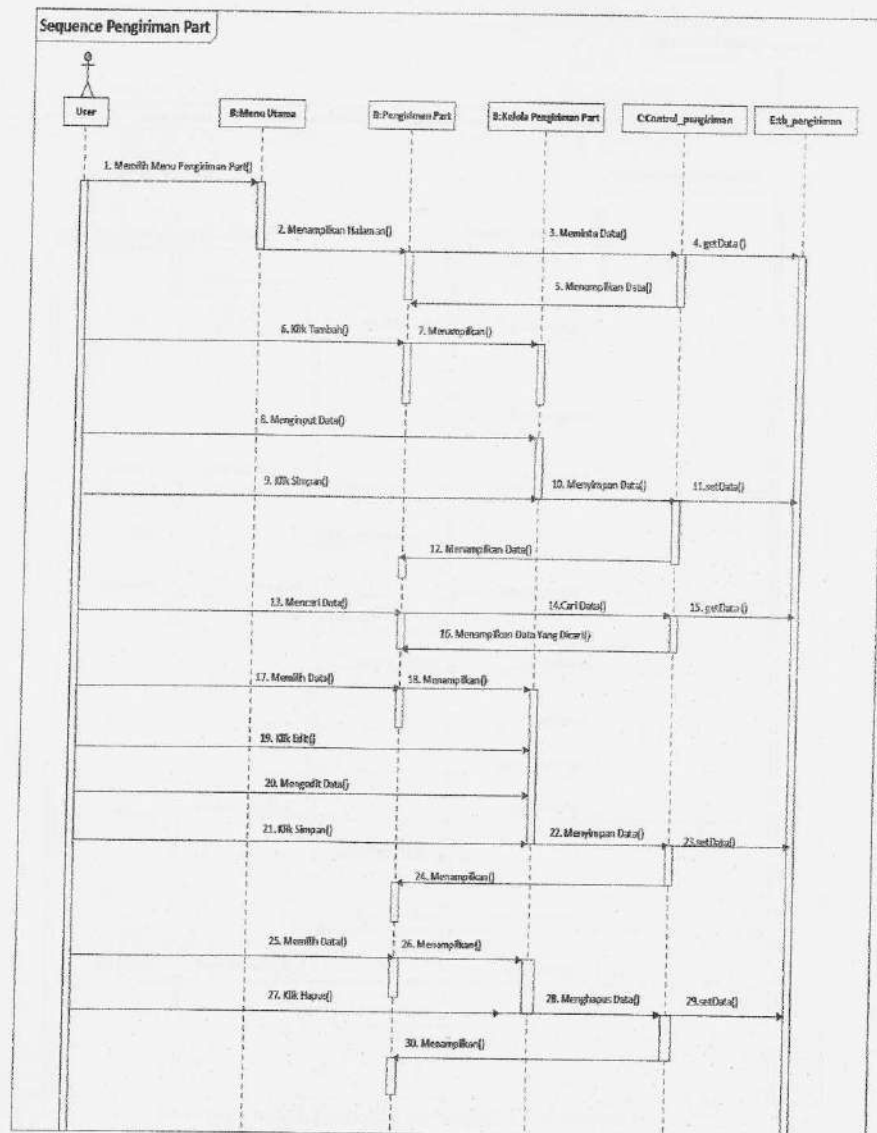 Sequence Pengiriman Part
User
B:Menu Utama
B:Pengiriman Part
B:Kelola Pengiriman Part
C:Control_pengiriman
E:tb_pengiriman
1. Memilih Menu Pengiriman Part()
2. Menampilkan Halaman()
3. Meminta Data()
4. getData ()
5. Menampilkan Data()
6. Klik Tambah()
7. Menampilkan()
8. Menginput Data()
9. Klik Simpan()
10. Menyimpan Data()
11.setData()
12. Menampilkan Data()
13. Mencari Data()
14.Cari Data()
15. getData ()
16. Menampilkan Data Yang Dicari()
17. Memilih Data()
18. Menampilkan()
19. Klik Edit()
20. Mengedit Data()
21. Klik Simpan()
22. Menyimpan Data()
23.setData()
24. Menampilkan()
25. Memilih Data()
26. Menampilkan()
27. Klik Hapus()
28. Menghapus Data()
29.setData()
30. Menampilkan()